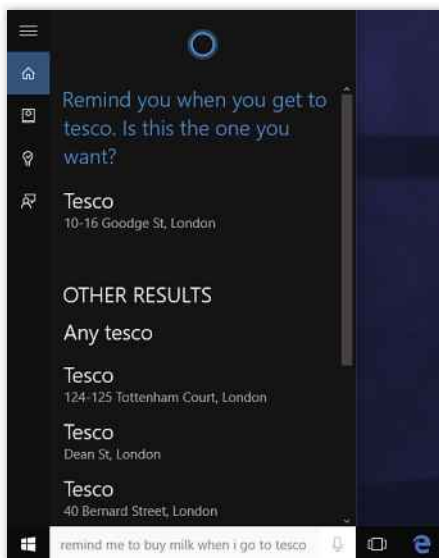 Remind you when you get to
tesco. Is this the one you
want?
Tesco
10-16 Goodge St, London
OTHER RESULTS
Any tesco
Tesco
124-125 Tottenham Court, London
Tesco
Dean St, London
Tesco
40 Bernard Street, London
remind me to buy milk when i go to tesco